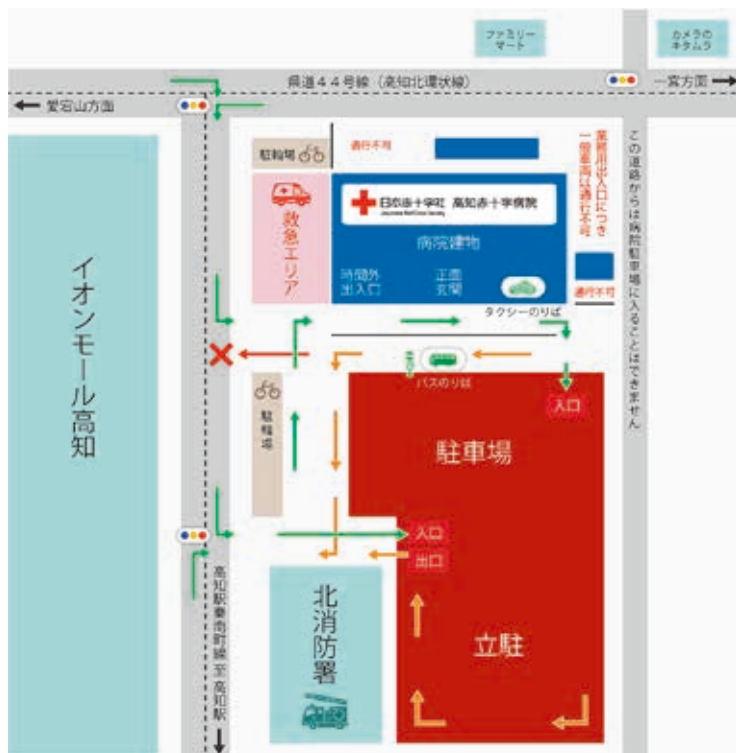 ファミリー
マート
カメラの
キタムラ
県道44号線(高知北環状線)
一宮方面
愛宕山方面
駐輪場
通行不可
業務用出入口につき
一般車両は通行不可
この道路からは病院駐車場に入ることはできません
救急エリア
日本赤十字社 高知赤十字病院
Japanese Red Cross Society
病院建物
時間外
出入口
正面
玄関
通行不可
タクシーのりば
イオンモール高知
バスのりば
入口
駐輪場
駐車場
入口
出口
北消防署
立駐
高知駅秦南町線 至 高知駅